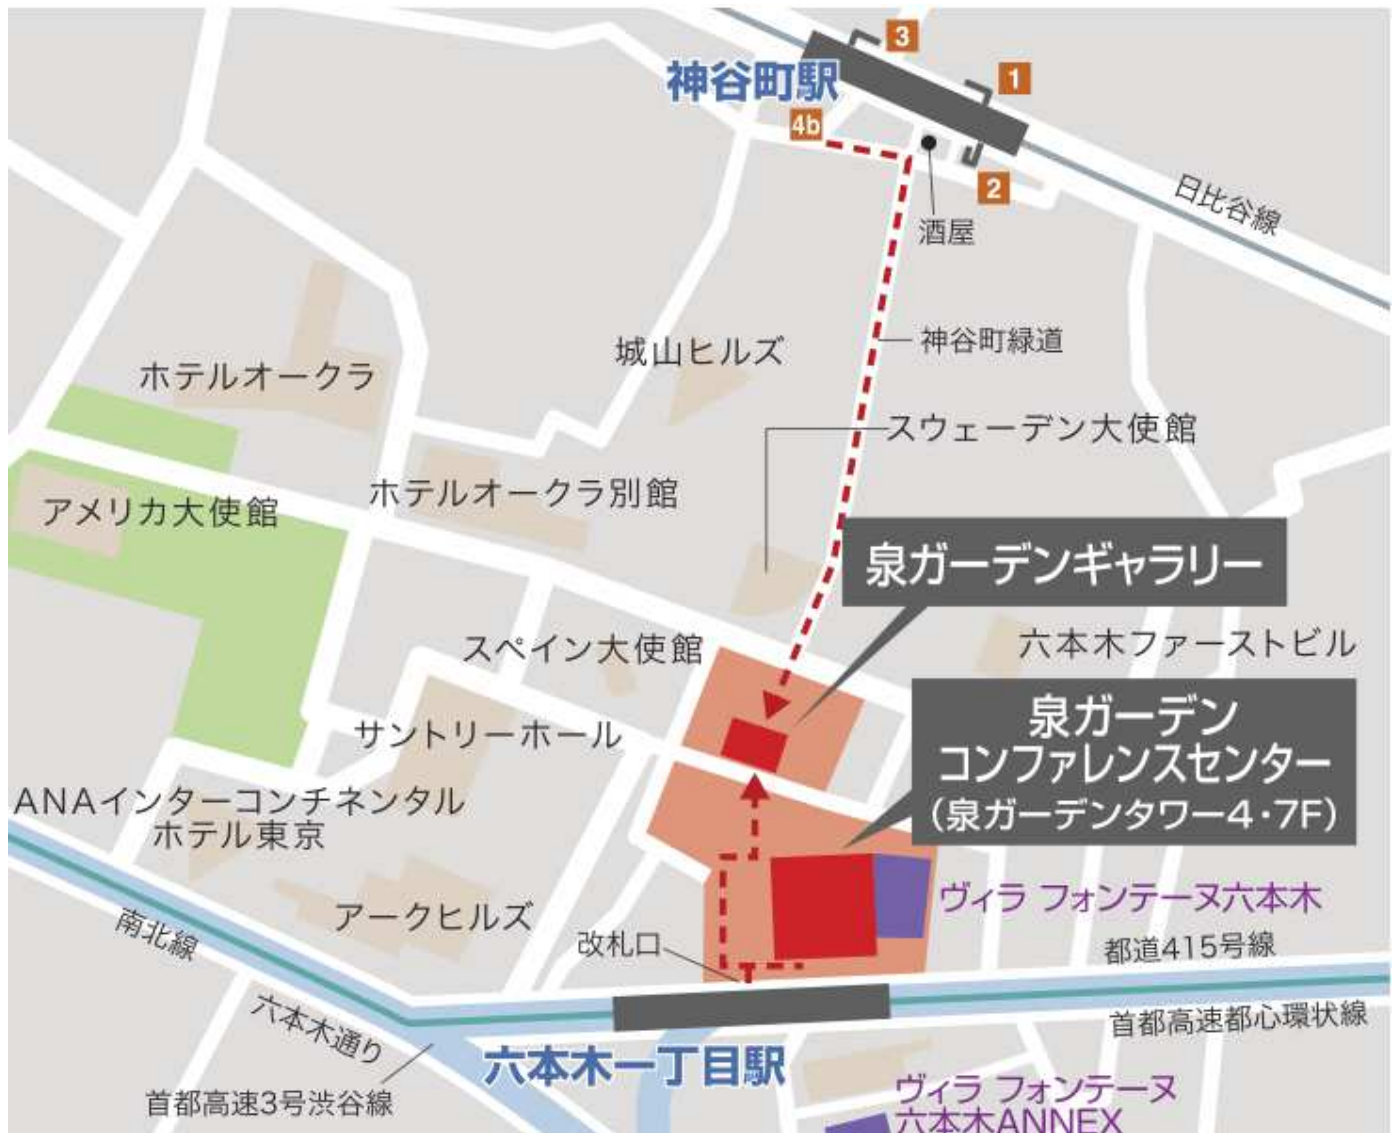 3
神谷町駅
1
4b
2
日比谷線
酒屋
神谷町緑道
城山ヒルズ
ホテルオークラ
スウェーデン大使館
ホテルオークラ別館
アメリカ大使館
泉ガーデンギャラリー
スペイン大使館
六本木ファーストビル
泉ガーデン
コンファレンスセンター
（泉ガーデンタワー4・7F）
サントリーホール
ANAインターコンチネンタル
ホテル東京
ヴィラ フォンテーヌ六本木
アークヒルズ
改札口
南北線
都道415号線
首都高速都心環状線
六本木通り
六本木一丁目駅
首都高速3号渋谷線
ヴィラ フォンテーヌ
六本木ANNEX